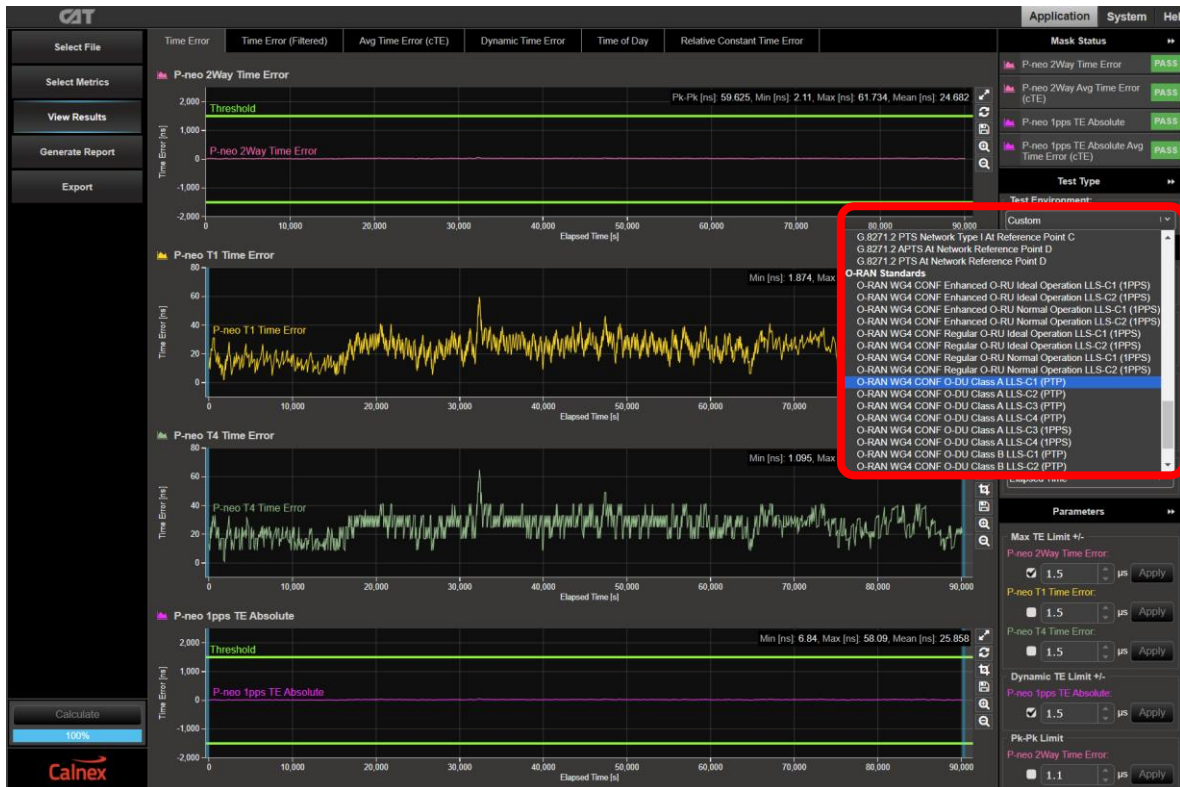 CAT
Application System Hel
Select File
Select Metrics
View Results
Generate Report
Export
Calculate
100%
Calnex
Time Error Time Error (Filtered) Avg Time Error (cTE) Dynamic Time Error Time of Day Relative Constant Time Error
P-neo 2Way Time Error
Pk-Pk [ns]: 59.625, Min [ns]: 2.11, Max [ns]: 61.734, Mean [ns]: 24.682
Threshold
P-neo 2Way Time Error
Time Error [ns]
2,000
1,000
0
-1,000
-2,000
0 10,000 20,000 30,000 40,000 50,000 60,000 70,000 80,000 90,000
Elapsed Time [s]
P-neo T1 Time Error
Min [ns]: 1.874, Max
P-neo T1 Time Error
Time Error [ns]
80
60
40
20
0
0 10,000 20,000 30,000 40,000 50,000 60,000 70,000
Elapsed Time [s]
P-neo T4 Time Error
Min [ns]: 1.095, Max
P-neo T4 Time Error
Time Error [ns]
80
60
40
20
0
0 10,000 20,000 30,000 40,000 50,000 60,000 70,000 80,000 90,000
Elapsed Time [s]
P-neo 1pps TE Absolute
Min [ns]: 6.84, Max [ns]: 58.09, Mean [ns]: 25.858
Threshold
P-neo 1pps TE Absolute
Time Error [ns]
2,000
1,000
0
-1,000
-2,000
0 10,000 20,000 30,000 40,000 50,000 60,000 70,000 80,000 90,000
Elapsed Time [s]
Mask Status
P-neo 2Way Time Error PASS
P-neo 2Way Avg Time Error
(cTE) PASS
P-neo 1pps TE Absolute PASS
P-neo 1pps TE Absolute Avg
Time Error (cTE) PASS
Test Type
Test Environment:
Custom
G.8271.2 PTS Network Type I At Reference Point C
G.8271.2 APTS At Network Reference Point D
G.8271.2 PTS At Network Reference Point D
O-RAN Standards
O-RAN WG4 CONF Enhanced O-RU Ideal Operation LLS-C1 (1PPS)
O-RAN WG4 CONF Enhanced O-RU Ideal Operation LLS-C2 (1PPS)
O-RAN WG4 CONF Enhanced O-RU Normal Operation LLS-C1 (1PPS)
O-RAN WG4 CONF Enhanced O-RU Normal Operation LLS-C2 (1PPS)
O-RAN WG4 CONF Regular O-RU Ideal Operation LLS-C1 (1PPS)
O-RAN WG4 CONF Regular O-RU Ideal Operation LLS-C2 (1PPS)
O-RAN WG4 CONF Regular O-RU Normal Operation LLS-C1 (1PPS)
O-RAN WG4 CONF Regular O-RU Normal Operation LLS-C2 (1PPS)
O-RAN WG4 CONF O-DU Class A LLS-C1 (PTP)
O-RAN WG4 CONF O-DU Class A LLS-C2 (PTP)
O-RAN WG4 CONF O-DU Class A LLS-C3 (PTP)
O-RAN WG4 CONF O-DU Class A LLS-C4 (PTP)
O-RAN WG4 CONF O-DU Class A LLS-C3 (1PPS)
O-RAN WG4 CONF O-DU Class A LLS-C4 (1PPS)
O-RAN WG4 CONF O-DU Class B LLS-C1 (PTP)
O-RAN WG4 CONF O-DU Class B LLS-C2 (PTP)
Elapsed Time
Parameters
Max TE Limit +/-
P-neo 2Way Time Error:
1.5 µs Apply
P-neo T1 Time Error:
1.5 µs Apply
P-neo T4 Time Error:
1.5 µs Apply
Dynamic TE Limit +/-
P-neo 1pps TE Absolute:
1.5 µs Apply
Pk-Pk Limit
P-neo 2Way Time Error:
1.1 µs Apply